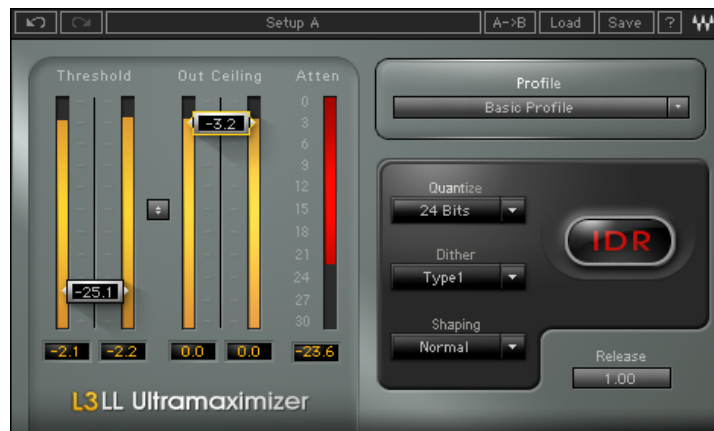 Setup A A->B Load Save ?
Threshold Out Ceiling Atten
0
3
6
9
12
15
18
21
24
27
30
-3.2
-25.1
-2.1 -2.2 0.0 0.0 -23.6
L3LL Ultramaximizer
Profile
Basic Profile
Quantize
24 Bits
IDR
Dither
Type1
Shaping
Normal
Release
1.00